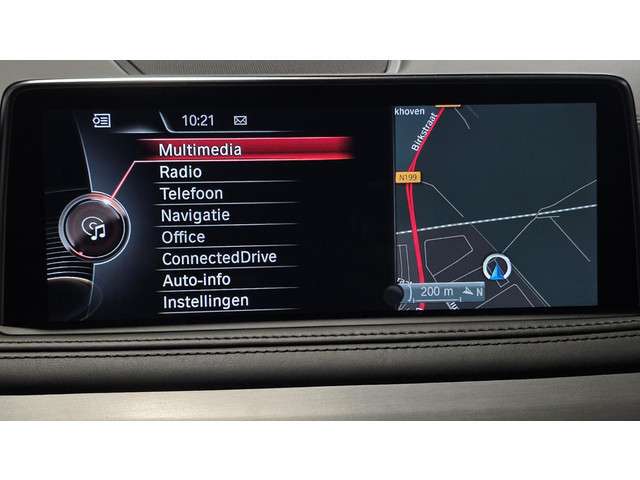 10:21
Multimedia
Radio
Telefoon
Navigatie
Office
ConnectedDrive
Auto-info
Instellingen
khoven
Birkstraat
N199
200 m
N